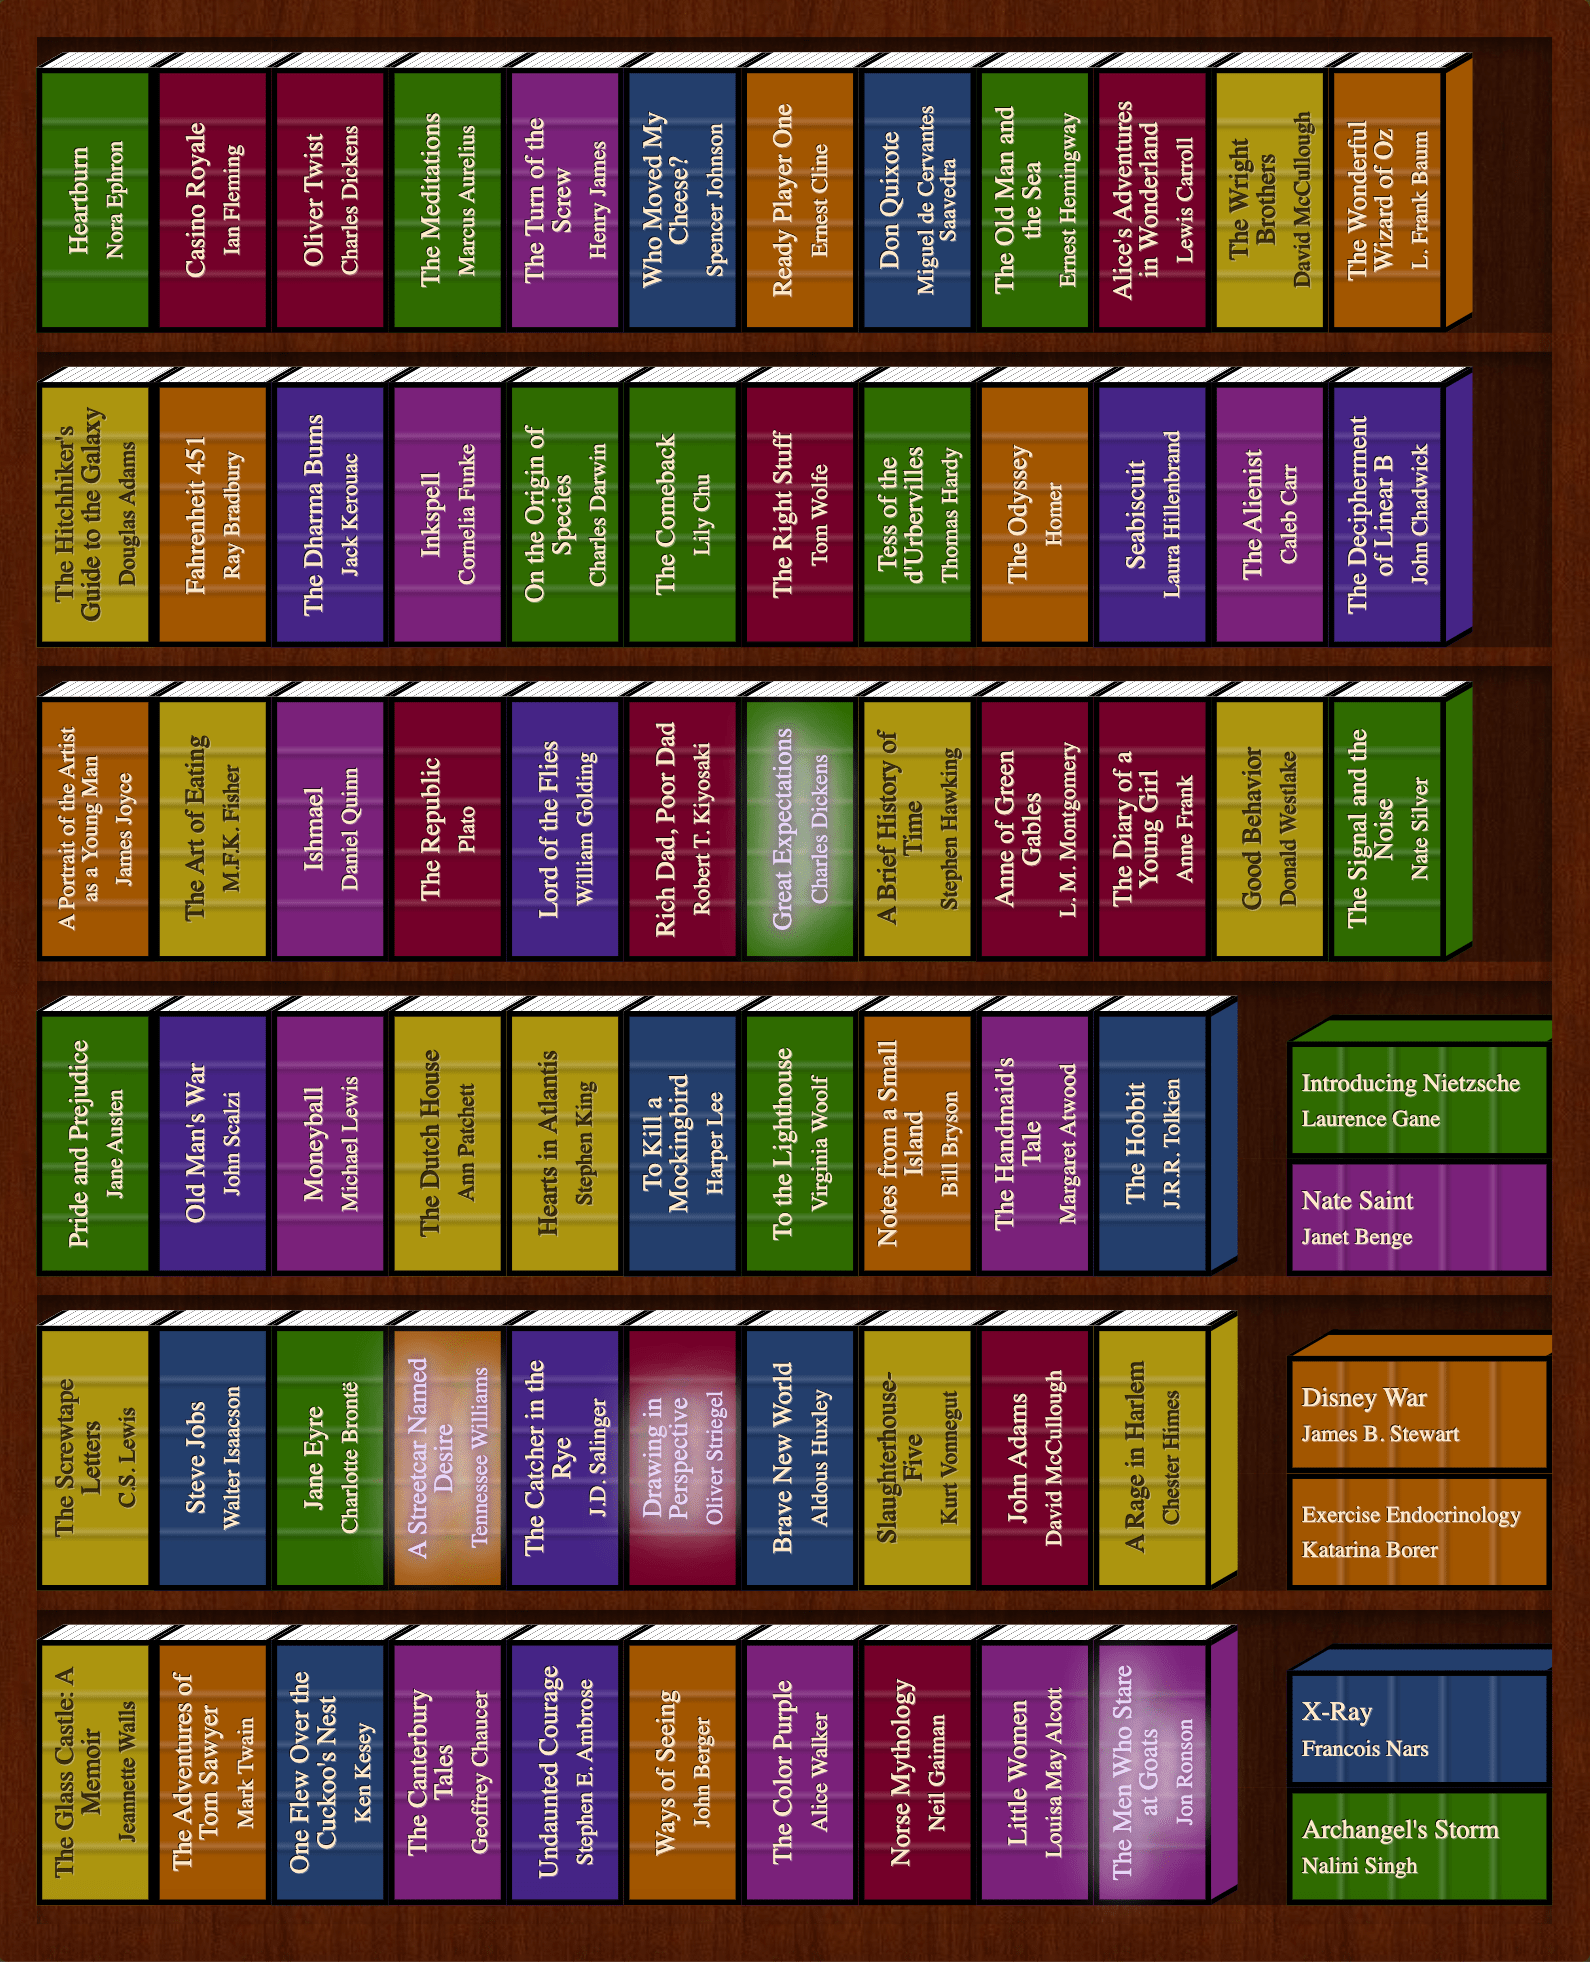 Hearburn
Nora Ephron
Casino Royale
Ian Fleming
Oliver Twist
Charles Dickens
The Meditations
Marcus Aurelius
The Turn of the
Screw
Henry James
Who Moved My
Cheese?
Spencer Johnson
Ready Player One
Ernest Cline
Don Quixote
Miguel de Cervantes
Saavedra
The Old Man and
the Sea
Ernest Hemingway
Alice's Adventures
in Wonderland
Lewis Carroll
The Wright
Brothers
David McCullough
The Wonderful
Wizard of Oz
L. Frank Baum
The Hitchhiker's
Guide to the Galaxy
Douglas Adams
Fahrenheit 451
Ray Bradbury
The Dharma Bums
Jack Kerouac
Inkspell
Cornelia Funke
On the Origin of
Species
Charles Darwin
The Comeback
Lily Chu
The Right Stuff
Tom Wolfe
Tess of the
d'Urbervilles
Thomas Hardy
The Odyssey
Homer
Seabiscuit
Laura Hillenbrand
The Alienist
Caleb Carr
The Decipherment
of Linear B
John Chadwick
A Portrait of the Artist
as a Young Man
James Joyce
The Art of Eating
M.F.K. Fisher
Ishmael
Daniel Quinn
The Republic
Plato
Lord of the Flies
William Golding
Rich Dad, Poor Dad
Robert T. Kiyosaki
Great Expectations
Charles Dickens
A Brief History of
Time
Stephen Hawking
Anne of Green
Gables
L. M. Montgomery
The Diary of a
Young Girl
Anne Frank
Good Behavior
Donald Westlake
The Signal and the
Noise
Nate Silver
Pride and Prejudice
Jane Austen
Old Man's War
John Scalzi
Moneyball
Michael Lewis
The Dutch House
Ann Patchett
Hearts in Atlantis
Stephen King
To Kill a
Mockingbird
Harper Lee
To the Lighthouse
Virginia Woolf
Notes from a Small
Island
Bill Bryson
The Handmaid's
Tale
Margaret Atwood
The Hobbit
J.R.R. Tolkien
Introducing Nietzsche
Laurence Gane
Nate Saint
Janet Benge
The Screwtape
Letters
C.S. Lewis
Steve Jobs
Walter Isaacson
Jane Eyre
Charlotte Brontë
A Streetcar Named
Desire
Tennessee Williams
The Catcher in the
Rye
J.D. Salinger
Drawing in
Perspective
Oliver Striegel
Brave New World
Aldous Huxley
Slaughterhouse-
Five
Kurt Vonnegut
John Adams
David McCullough
A Rage in Harlem
Chester Himes
Disney War
James B. Stewart
Exercise Endocrinology
Katarina Borer
The Glass Castle: A
Memoir
Jeannette Walls
The Adventures of
Tom Sawyer
Mark Twain
One Flew Over the
Cuckoo's Nest
Ken Kesey
The Canterbury
Tales
Geoffrey Chaucer
Undaunted Courage
Stephen E. Ambrose
Ways of Seeing
John Berger
The Color Purple
Alice Walker
Norse Mythology
Neil Gaiman
Little Women
Louisa May Alcott
The Men Who Stare
at Goats
Jon Ronson
X-Ray
Francois Nars
Archangel's Storm
Nalini Singh